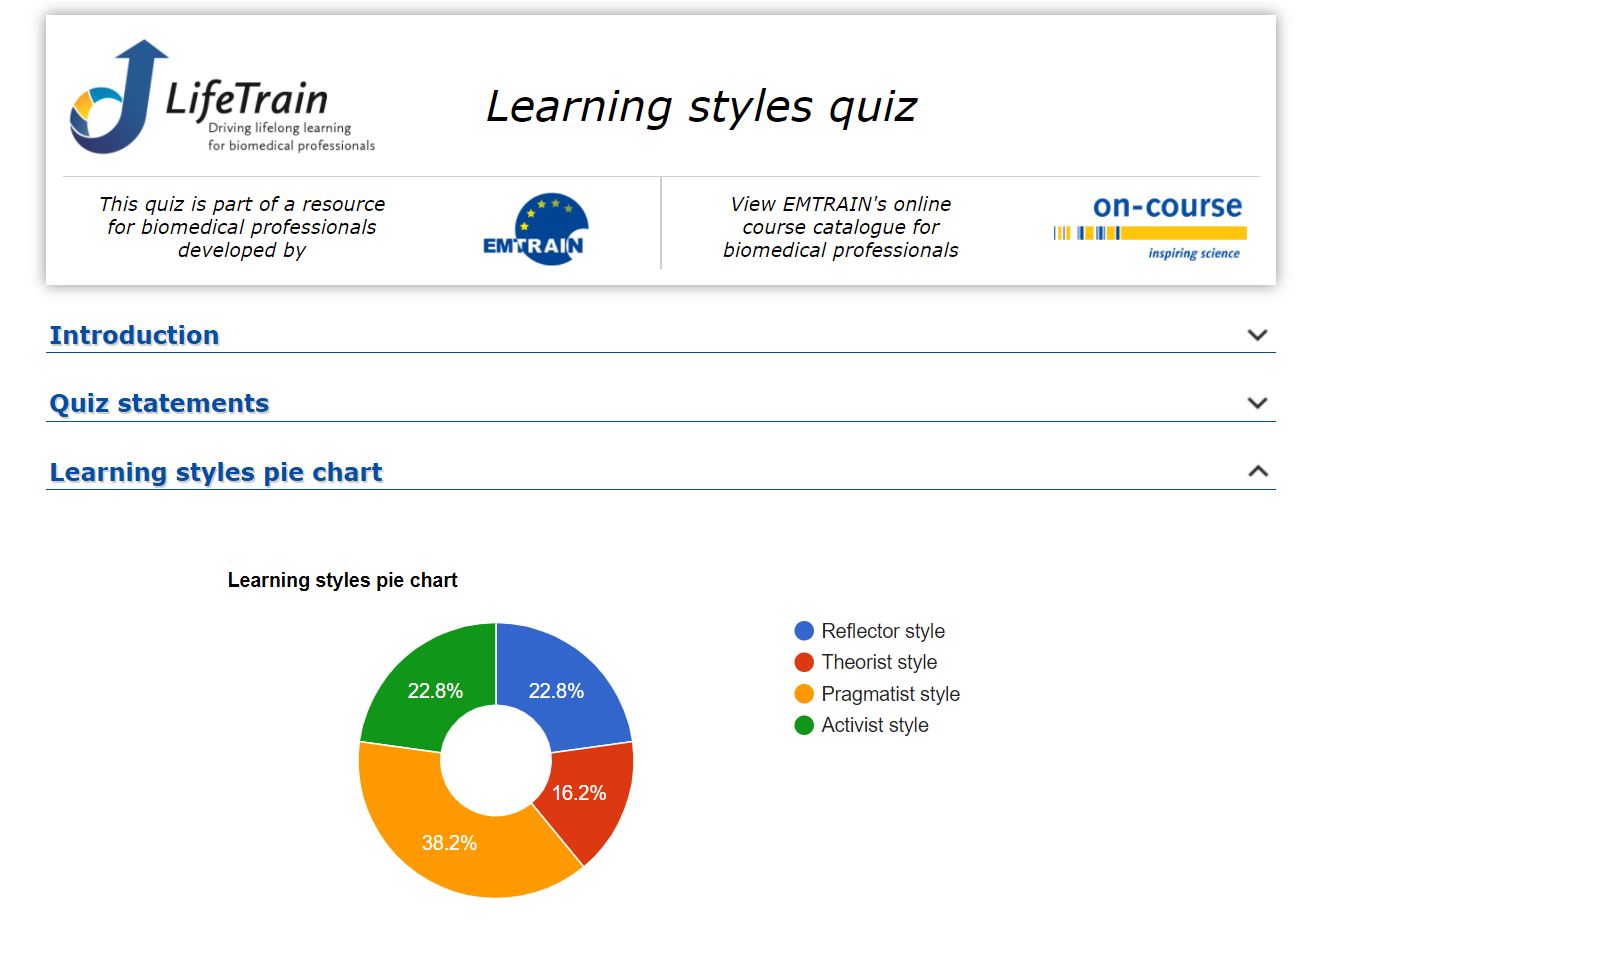 LifeTrain
Driving lifelong learning
for biomedical professionals
Learning styles quiz
This quiz is part of a resource
for biomedical professionals
developed by
EMTRAIN
View EMTRAIN's online
course catalogue for
biomedical professionals
on-course
inspiring science
Introduction
Quiz statements
Learning styles pie chart
Learning styles pie chart
22.8%
22.8%
16.2%
38.2%
Reflector style
Theorist style
Pragmatist style
Activist style